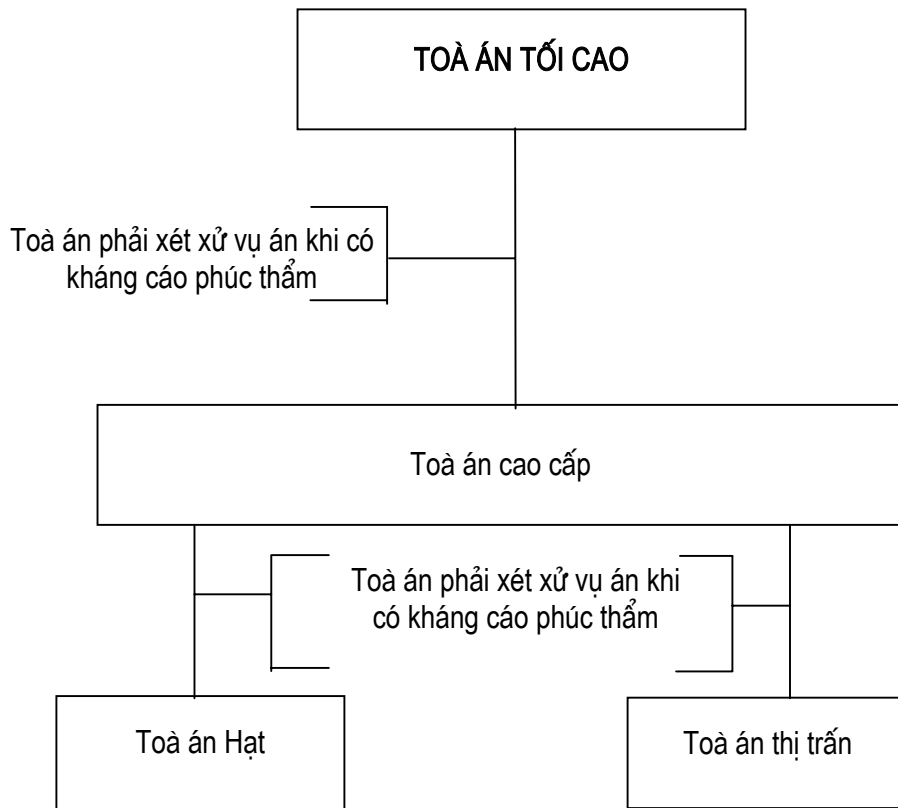 TOÀ ÁN TỐI CAO
Toà án phải xét xử vụ án khi có
kháng cáo phúc thẩm
Toà án cao cấp
Toà án phải xét xử vụ án khi
có kháng cáo phúc thẩm
Toà án Hạt
Toà án thị trấn